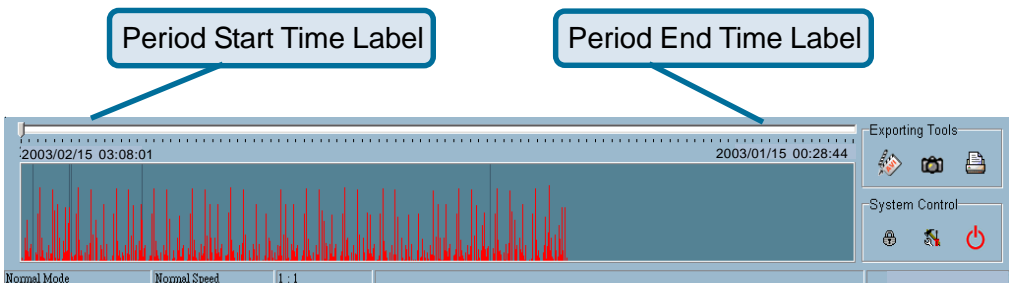 Period Start Time Label
Period End Time Label
Exporting Tools
2003/02/15 03:08:01
2003/01/15 00:28:44
System Control
Normal Mode
Normal Speed
1 : 1